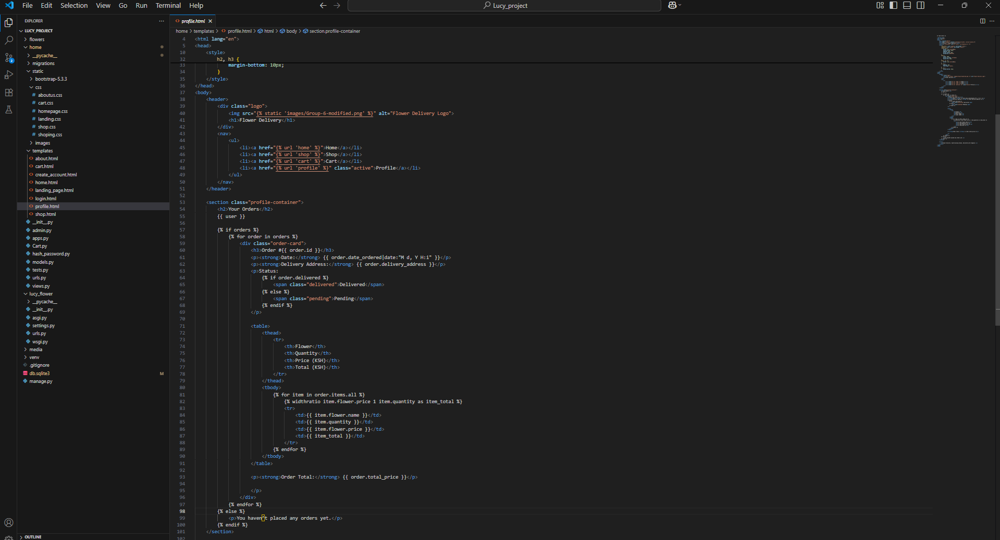 File Edit Selection View Go Run Terminal Help
Lucy_project
EXPLORER
LUCY_PROJECT
flowers
home
__pycache__
migrations
static
bootstrap-5.3.3
css
aboutus.css
cart.css
homepage.css
landing.css
shop.css
shoping.css
images
templates
about.html
cart.html
create_account.html
home.html
landing_page.html
login.html
profile.html
shop.html
__init__.py
admin.py
apps.py
Cart.py
hash_password.py
models.py
tests.py
urls.py
views.py
lucy_flower
__pycache__
__init__.py
asgi.py
settings.py
urls.py
wsgi.py
media
venv
.gitignore
db.sqlite3 M
manage.py
OUTLINE
2
profile.html
home > templates > profile.html > html > body > section.profile-container
4 <html lang="en">
5 <head>
10 <style>
32 h2, h3 {
33 margin-bottom: 10px;
34 }
35 </style>
36 </head>
37 <body>
38 <header>
39 <div class="logo">
40 <img src="{% static 'images/Group-6-modified.png' %}" alt="Flower Delivery Logo">
41 <h1>Flower Delivery</h1>
42 </div>
43 <nav>
44 <ul>
45 <li><a href="{% url 'home' %}">Home</a></li>
46 <li><a href="{% url 'shop' %}">Shop</a></li>
47 <li><a href="{% url 'cart' %}">Cart</a></li>
48 <li><a href="{% url 'profile' %}" class="active">Profile</a></li>
49 </ul>
50 </nav>
51 </header>
52
53 <section class="profile-container">
54 <h2>Your Orders</h2>
55 {{ user }}
56
57 {% if orders %}
58 {% for order in orders %}
59 <div class="order-card">
60 <h3>Order #{{ order.id }}</h3>
61 <p><strong>Date:</strong> {{ order.date_ordered|date:"M d, Y H:i" }}</p>
62 <p><strong>Delivery Address:</strong> {{ order.delivery_address }}</p>
63 <p>Status:
64 {% if order.delivered %}
65 <span class="delivered">Delivered</span>
66 {% else %}
67 <span class="pending">Pending</span>
68 {% endif %}
69 </p>
70
71 <table>
72 <thead>
73 <tr>
74 <th>Flower</th>
75 <th>Quantity</th>
76 <th>Price (KSH)</th>
77 <th>Total (KSH)</th>
78 </tr>
79 </thead>
80 <tbody>
81 {% for item in order.items.all %}
82 {% widthratio item.flower.price 1 item.quantity as item_total %}
83 <tr>
84 <td>{{ item.flower.name }}</td>
85 <td>{{ item.quantity }}</td>
86 <td>{{ item.flower.price }}</td>
87 <td>{{ item_total }}</td>
88 </tr>
89 {% endfor %}
90 </tbody>
91 </table>
92
93 <p><strong>Order Total:</strong> {{ order.total_price }}</p>
94
95 </p>
96 </div>
97 {% endfor %}
98 {% else %}
99 <p>You haven’t placed any orders yet.</p>
100 {% endif %}
101 </section>
102